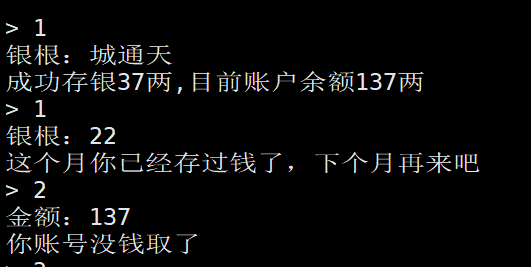 > 1
银根：城通天
成功存银37两,目前账户余额137两
> 1
银根：22
这个月你已经存过钱了，下个月再来吧
> 2
金额：137
你账号没钱取了